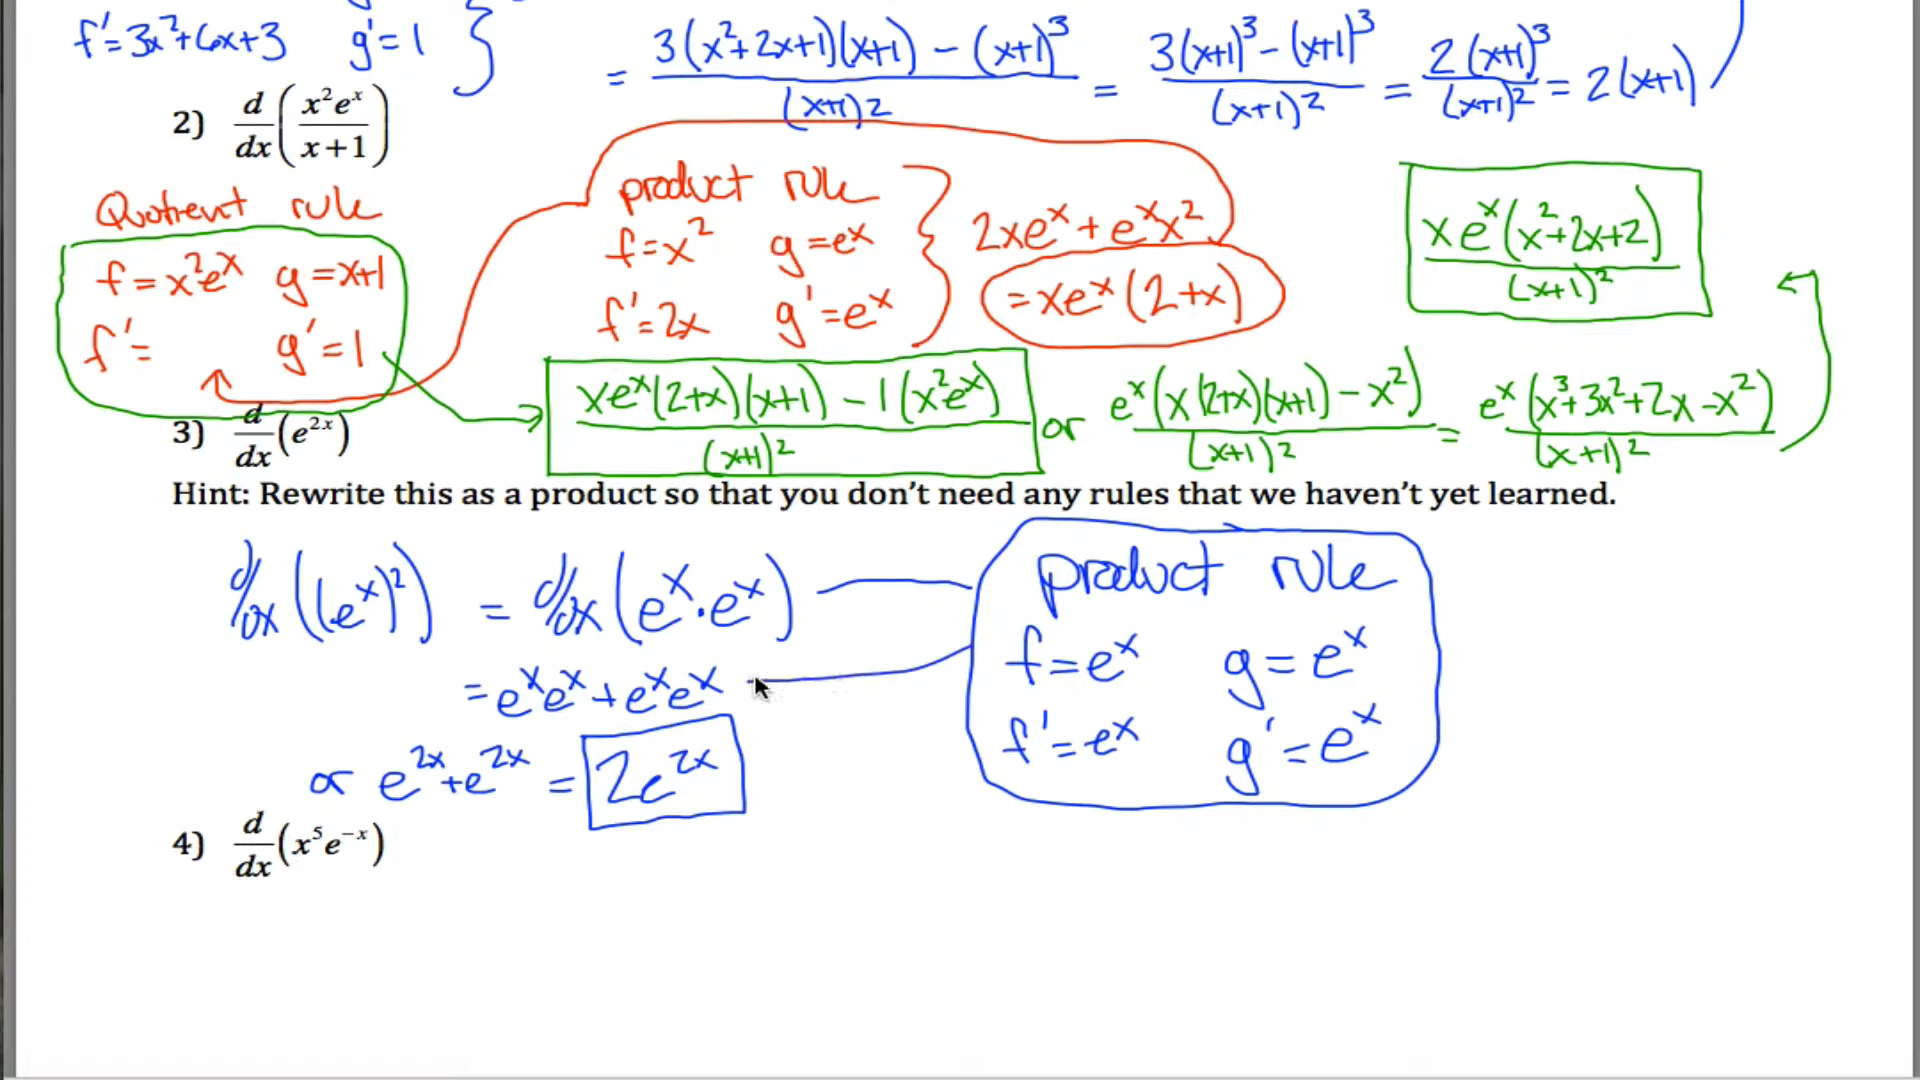 f'=3x²+6x+3 g'=1 }
= 3(x²+2x+1)(x+1) - (x+1)³ / (x+1)² = 3(x+1)³ - (x+1)³ / (x+1)² = 2(x+1)³ / (x+1)² = 2(x+1)
2) d/dx (x²eˣ / x+1)
Quotient rule
f=x²eˣ g=x+1
f'= g'=1
product rule
f=x² g=eˣ
f'=2x g'=eˣ
2xeˣ+eˣx²
=xeˣ(2+x)
xeˣ(x²+2x+2) / (x+1)²
xeˣ(2+x)(x+1) - 1(x²eˣ) / (x+1)² or eˣ(x(2+x)(x+1) - x²) / (x+1)² = eˣ(x³+3x²+2x-x²) / (x+1)²
3) d/dx (e²ˣ)
Hint: Rewrite this as a product so that you don't need any rules that we haven't yet learned.
d/dx ((eˣ)²) = d/dx (eˣ·eˣ)
=eˣeˣ+eˣeˣ
or e²ˣ+e²ˣ = 2e²ˣ
product rule
f=eˣ g=eˣ
f'=eˣ g'=eˣ
4) d/dx (x⁵e⁻ˣ)